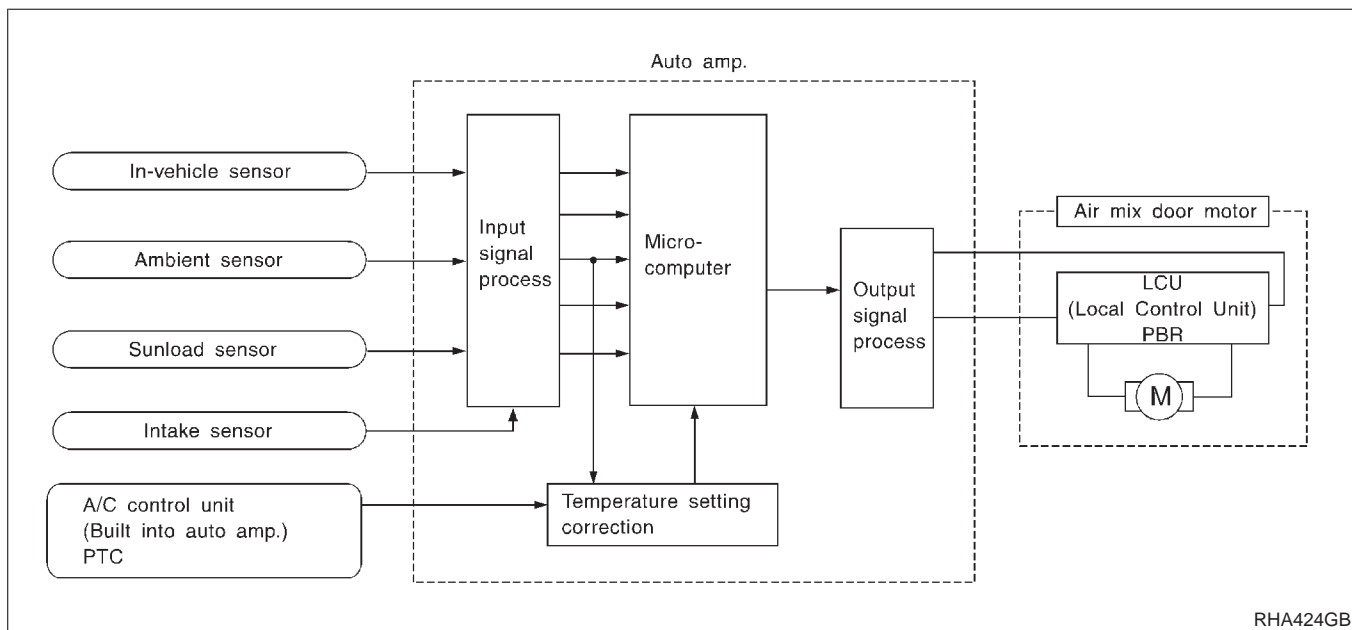 Auto amp.
In-vehicle sensor
Ambient sensor
Sunload sensor
Intake sensor
A/C control unit
(Built into auto amp.)
PTC
Input
signal
process
Micro-
computer
Temperature setting
correction
Output
signal
process
Air mix door motor
LCU
(Local Control Unit)
PBR
M
RHA424GB